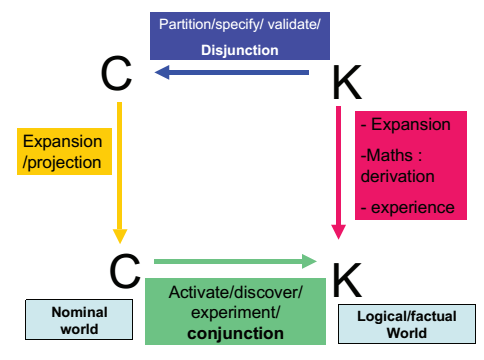 Partition/specify/ validate/
Disjunction
C
K
Expansion
/projection
- Expansion
-Maths :
derivation
- experience
C
K
Activate/discover/
experiment/
conjunction
Nominal
world
Logical/factual
World